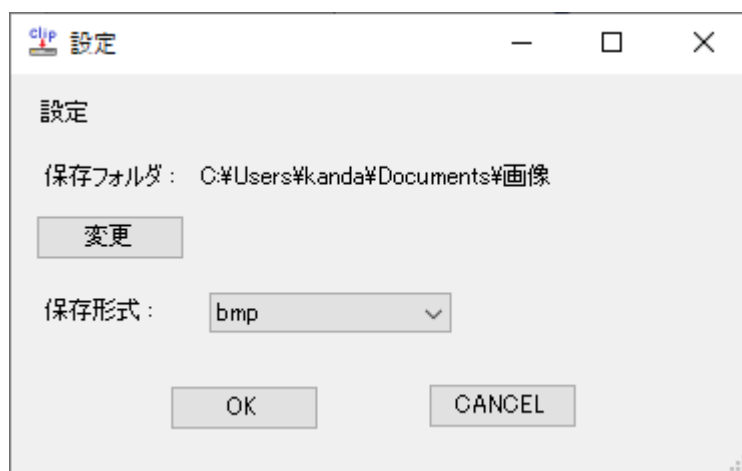 clip 設定
設定
保存フォルダ： C:¥Users¥kanda¥Documents¥画像
変更
保存形式： bmp
OK CANCEL